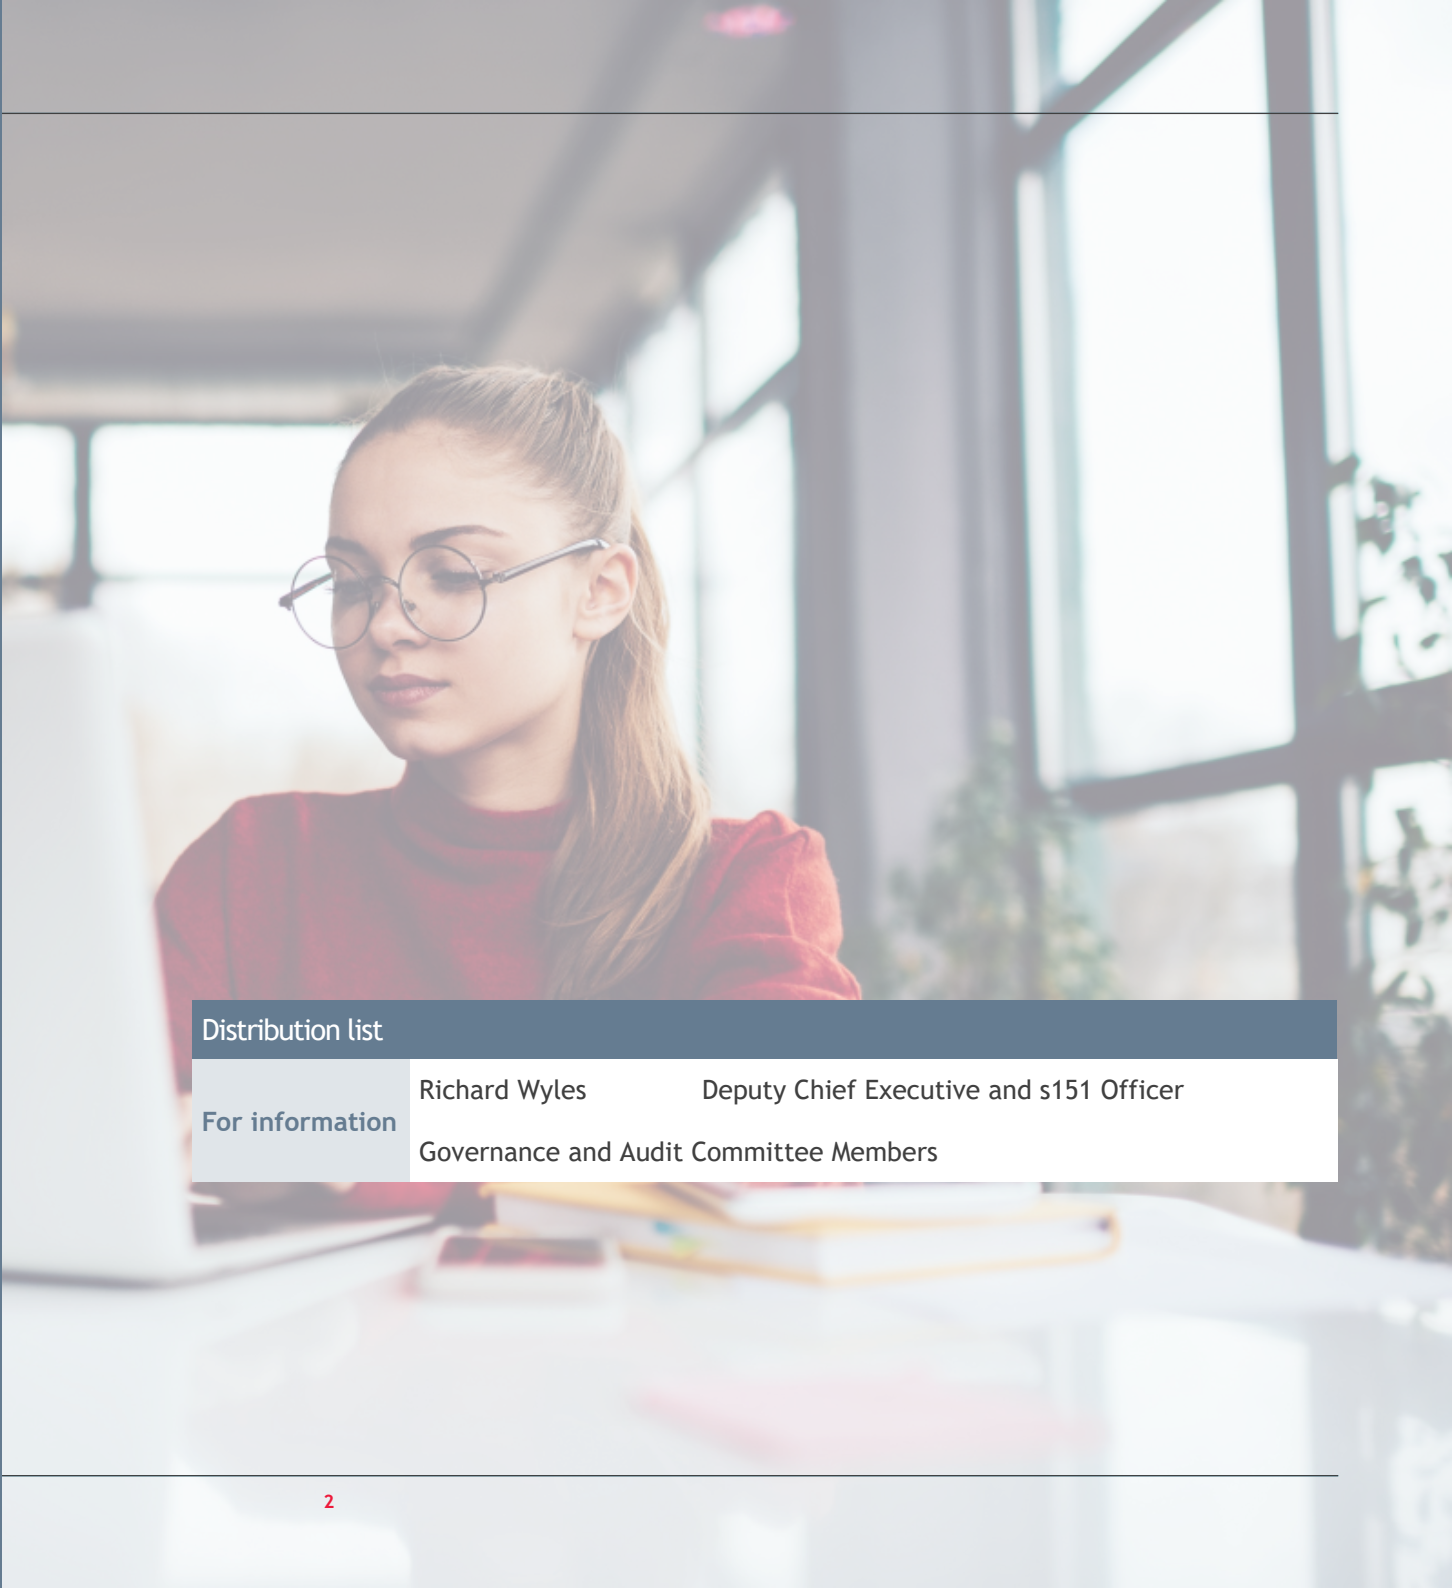 Distribution list
For information
Richard Wyles Deputy Chief Executive and s151 Officer
Governance and Audit Committee Members
2